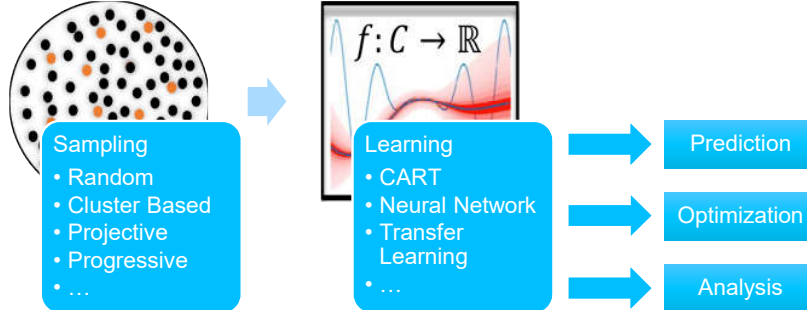 f: C → ℝ
Sampling
• Random
• Cluster Based
• Projective
• Progressive
• …
Learning
• CART
• Neural Network
• Transfer
Learning
• …
Prediction
Optimization
Analysis